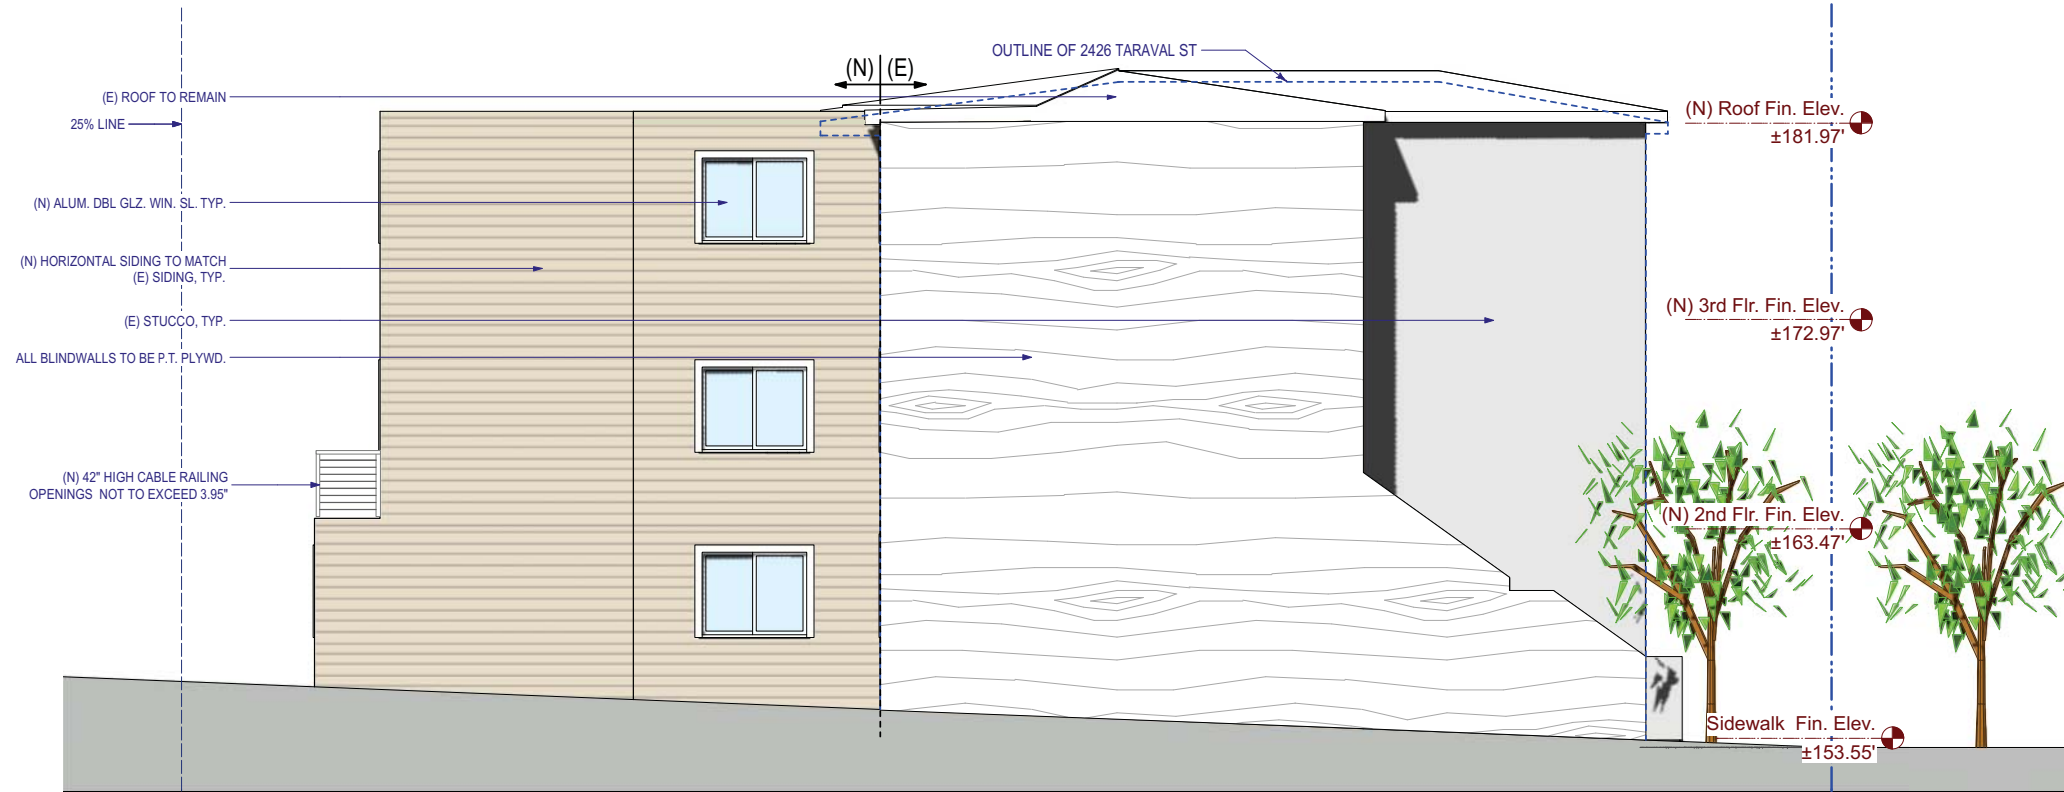 OUTLINE OF 2426 TARAVAL ST
(N) (E)
(E) ROOF TO REMAIN
25% LINE
(N) ALUM. DBL GLZ. WIN. SL. TYP.
(N) HORIZONTAL SIDING TO MATCH
(E) SIDING, TYP.
(E) STUCCO, TYP.
ALL BLINDWALLS TO BE P.T. PLYWD.
(N) 42" HIGH CABLE RAILING
OPENINGS NOT TO EXCEED 3.95"
(N) Roof Fin. Elev.
±181.97'
(N) 3rd Flr. Fin. Elev.
±172.97'
(N) 2nd Flr. Fin. Elev.
±163.47'
Sidewalk Fin. Elev.
±153.55'